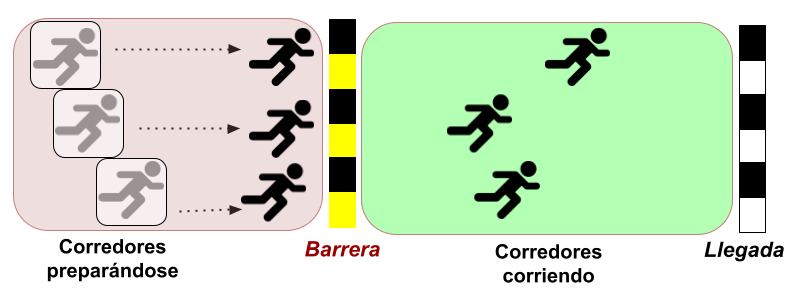 Corredores
preparándose
Barrera
Corredores
corriendo
Llegada